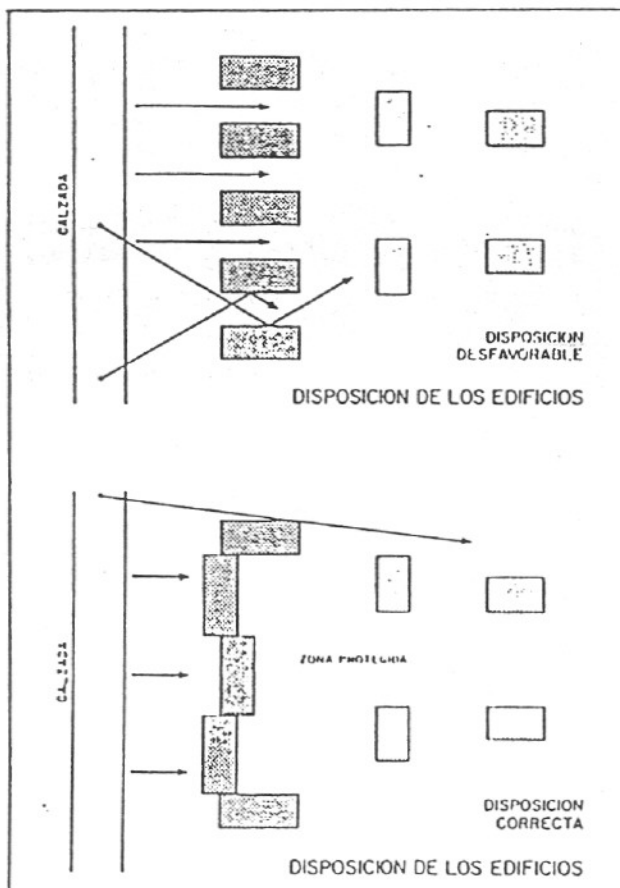 CALZADA
DISPOSICION
DESFAVORABLE
DISPOSICION DE LOS EDIFICIOS
CALZADA
ZONA PROTEGIDA
DISPOSICION
CORRECTA
DISPOSICION DE LOS EDIFICIOS